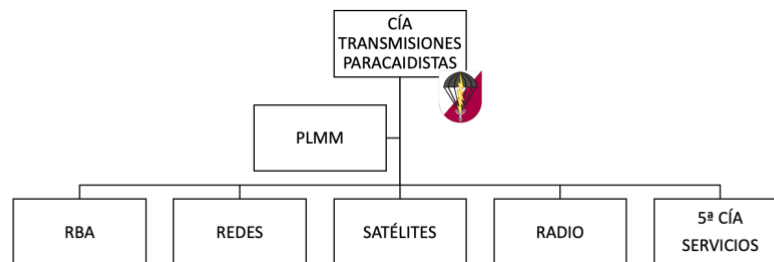 CÍA
TRANSMISIONES
PARACAIDISTAS
PLMM
RBA
REDES
SATÉLITES
RADIO
5ª CÍA
SERVICIOS